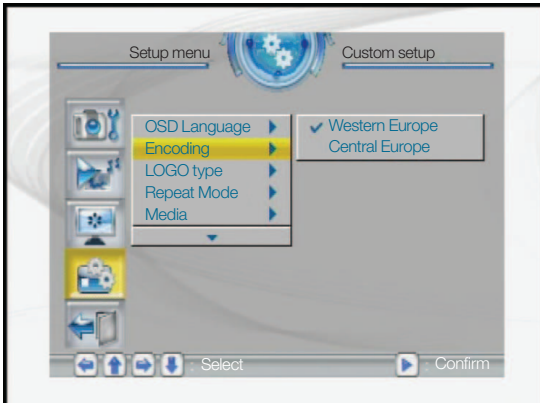 Setup menu
Custom setup
OSD Language
Encoding
LOGO type
Repeat Mode
Media
Western Europe
Central Europe
: Select
: Confirm